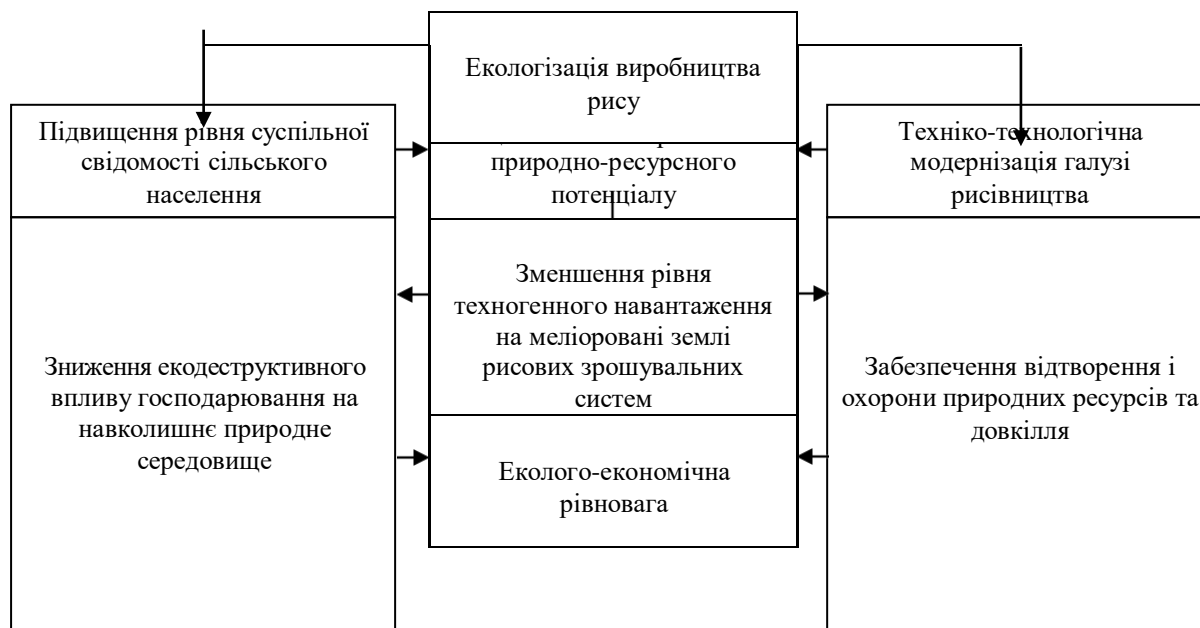 Екологізація виробництва
рису
Підвищення рівня суспільної
свідомості сільського
населення
природно-ресурсного
потенціалу
Техніко-технологічна
модернізація галузі
рисівництва
Зменшення рівня
техногенного навантаження
на меліоровані землі
рисових зрошувальних
систем
Зниження екодеструктивного
впливу господарювання на
навколишнє природне
середовище
Забезпечення відтворення і
охорони природних ресурсів та
довкілля
Еколого-економічна
рівновага